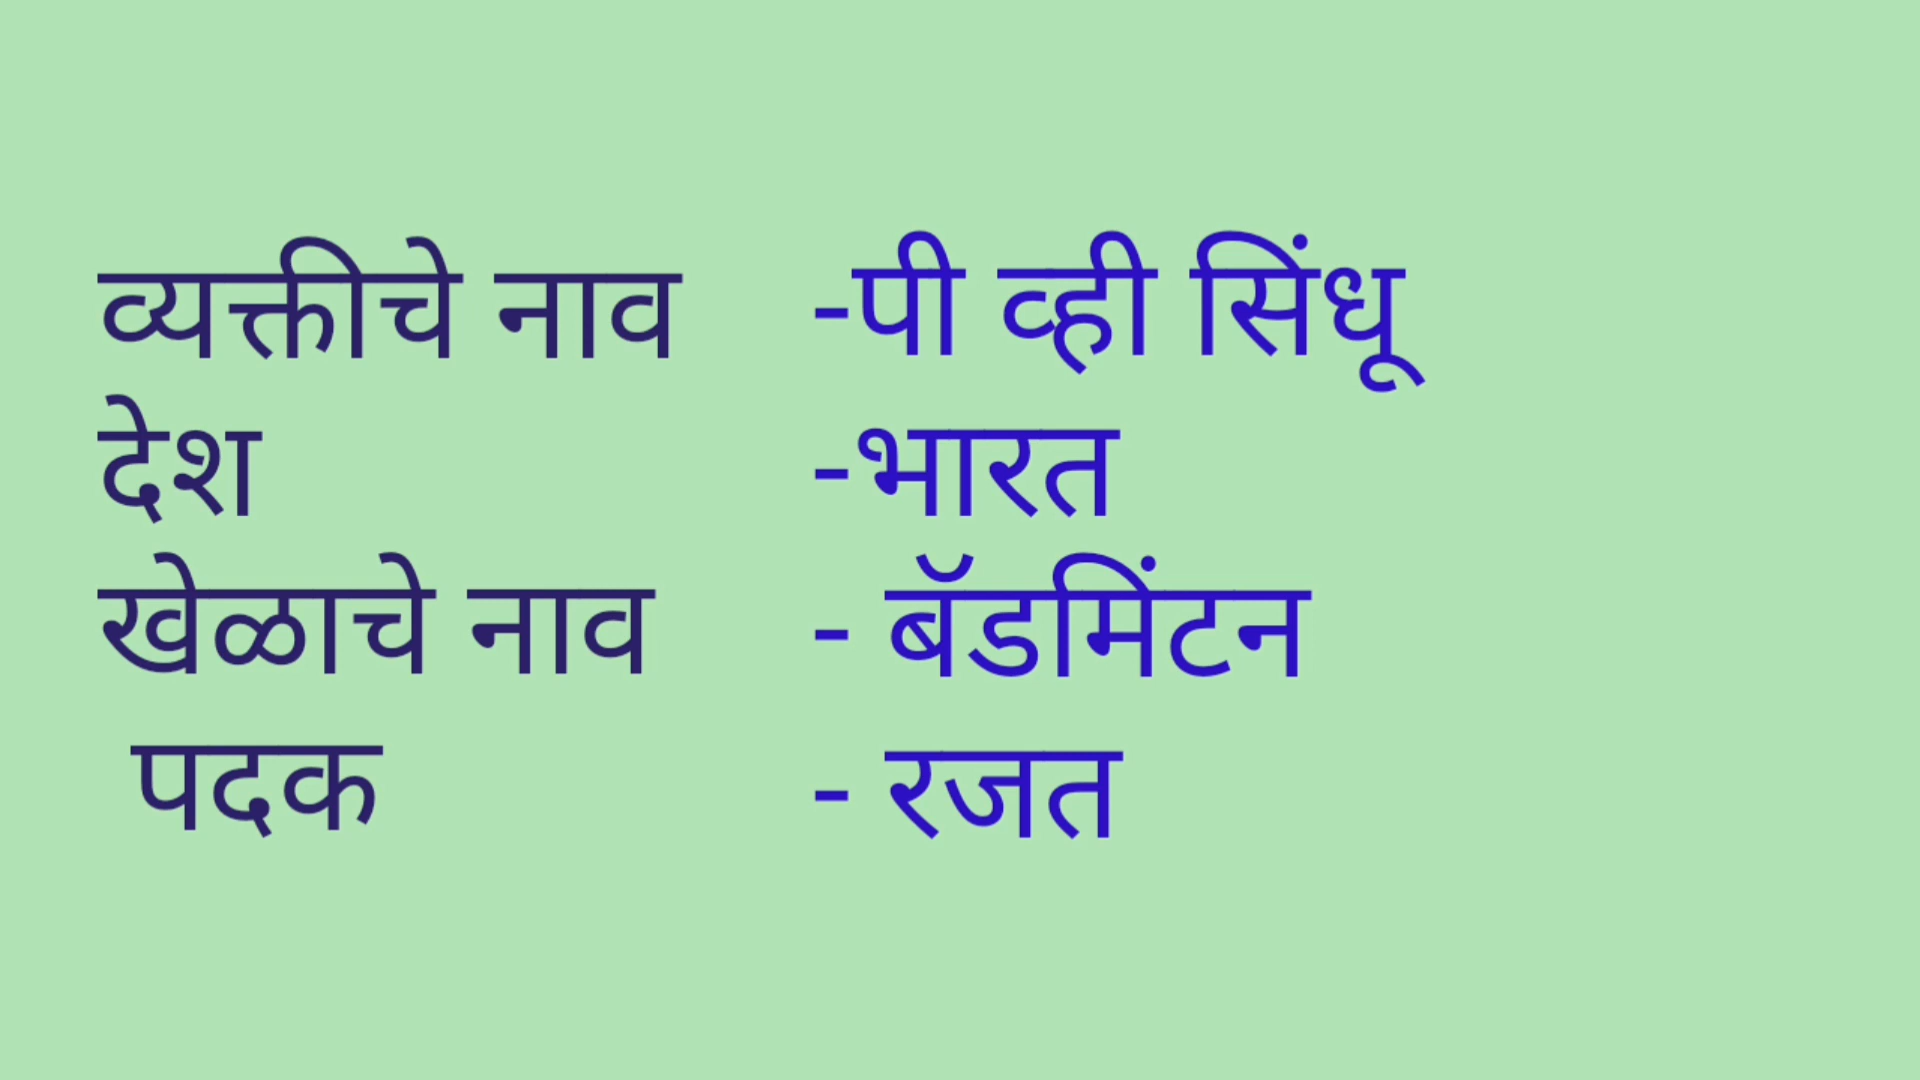 व्यक्तीचे नाव -पी व्ही सिंधू
देश -भारत
खेळाचे नाव - बॅडमिंटन
पदक - रजत